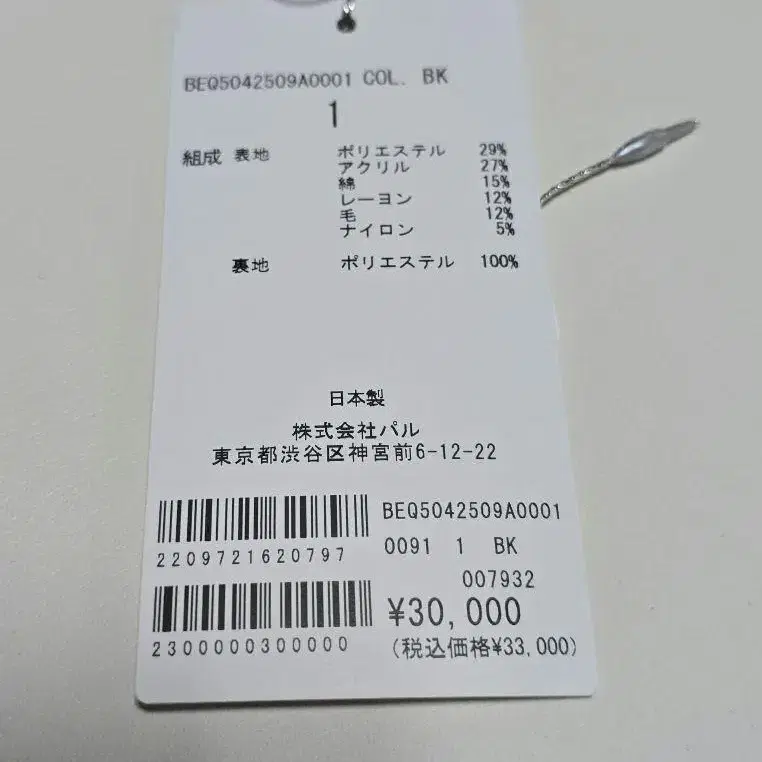 BEQ5042509A0001 COL. BK
1
組成 表地 ポリエステル 29%
アクリル 27%
綿 15%
レーヨン 12%
毛 12%
ナイロン 5%
裏地 ポリエステル 100%
日本製
株式会社パル
東京都渋谷区神宮前6-12-22
BEQ5042509A0001
2209721620797 0091 1 BK
007932
¥30,000
2300000300000 (税込価格¥33,000)